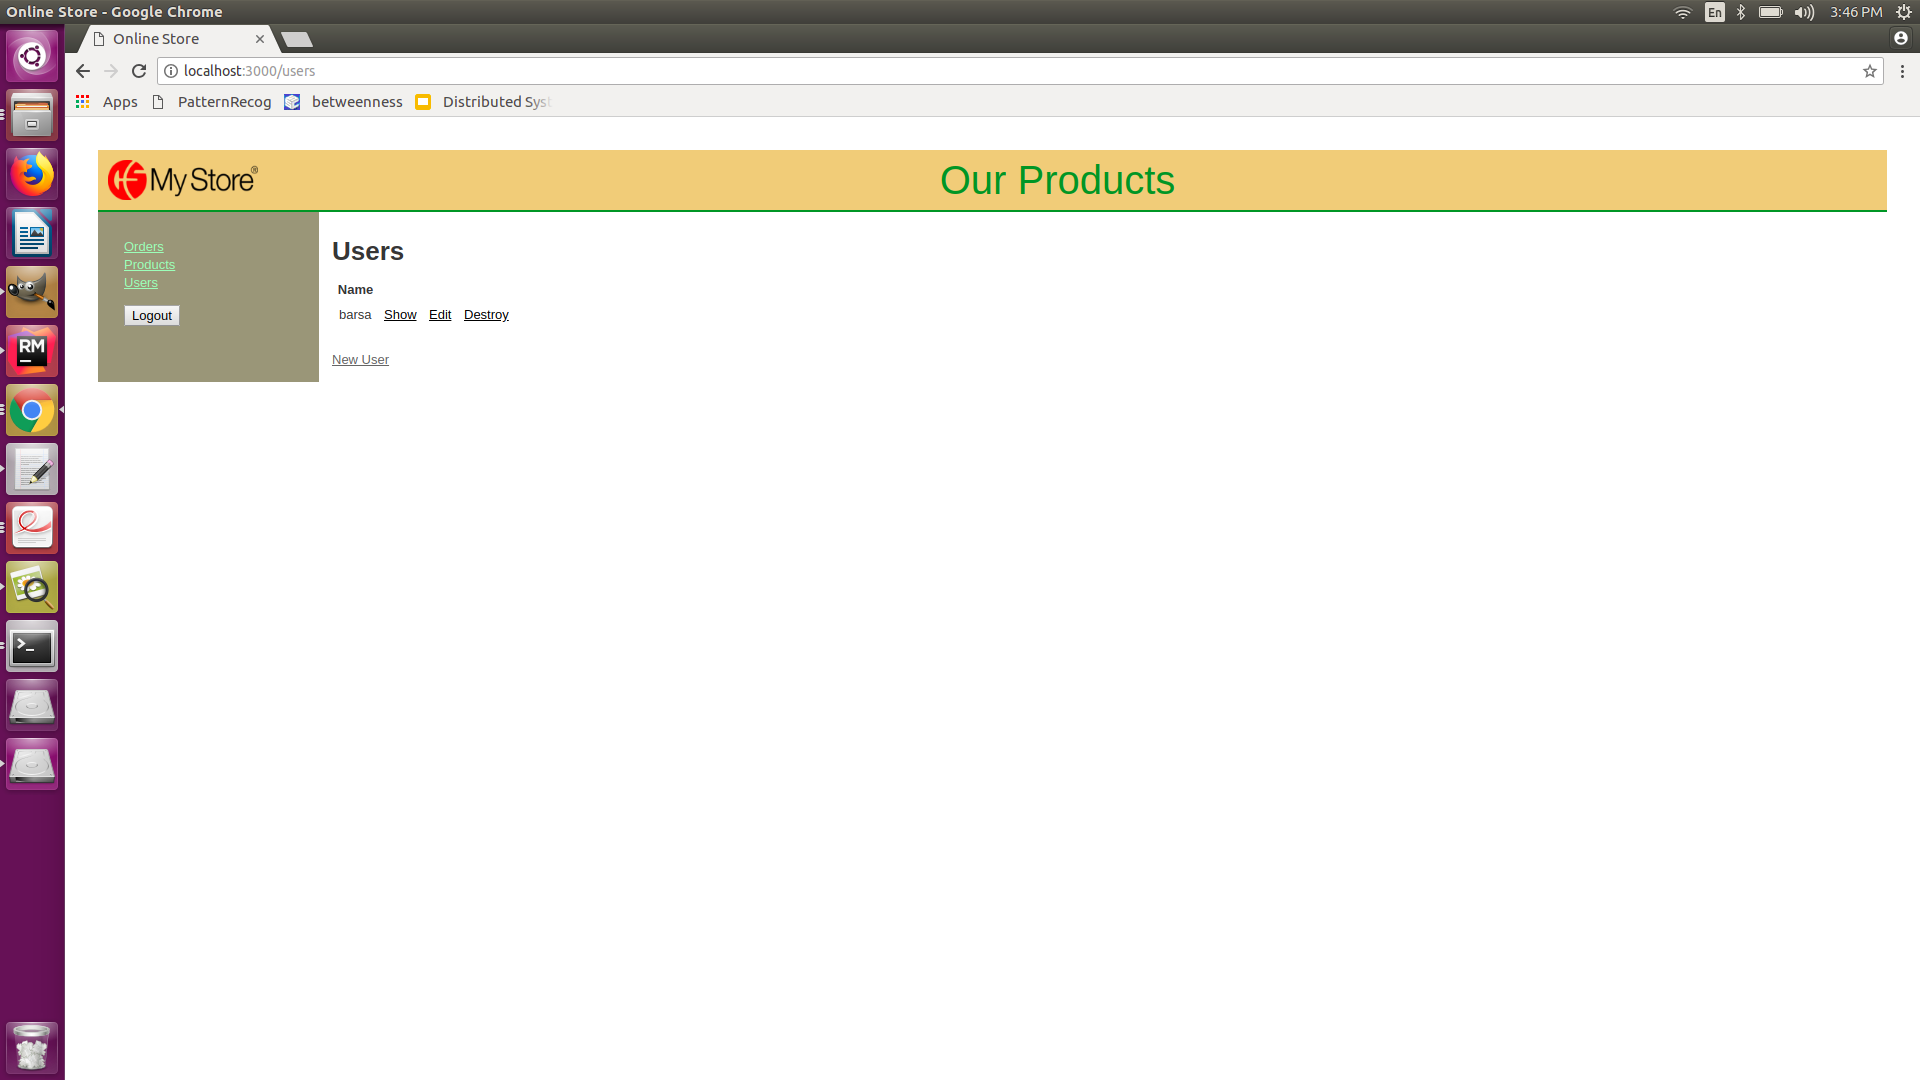 Online Store - Google Chrome
En
3:46 PM
Online Store
localhost:3000/users
Apps PatternRecog betweenness Distributed Syst
My Store®
Our Products
Orders
Products
Users
Logout
Users
Name
barsa Show Edit Destroy
New User
RM